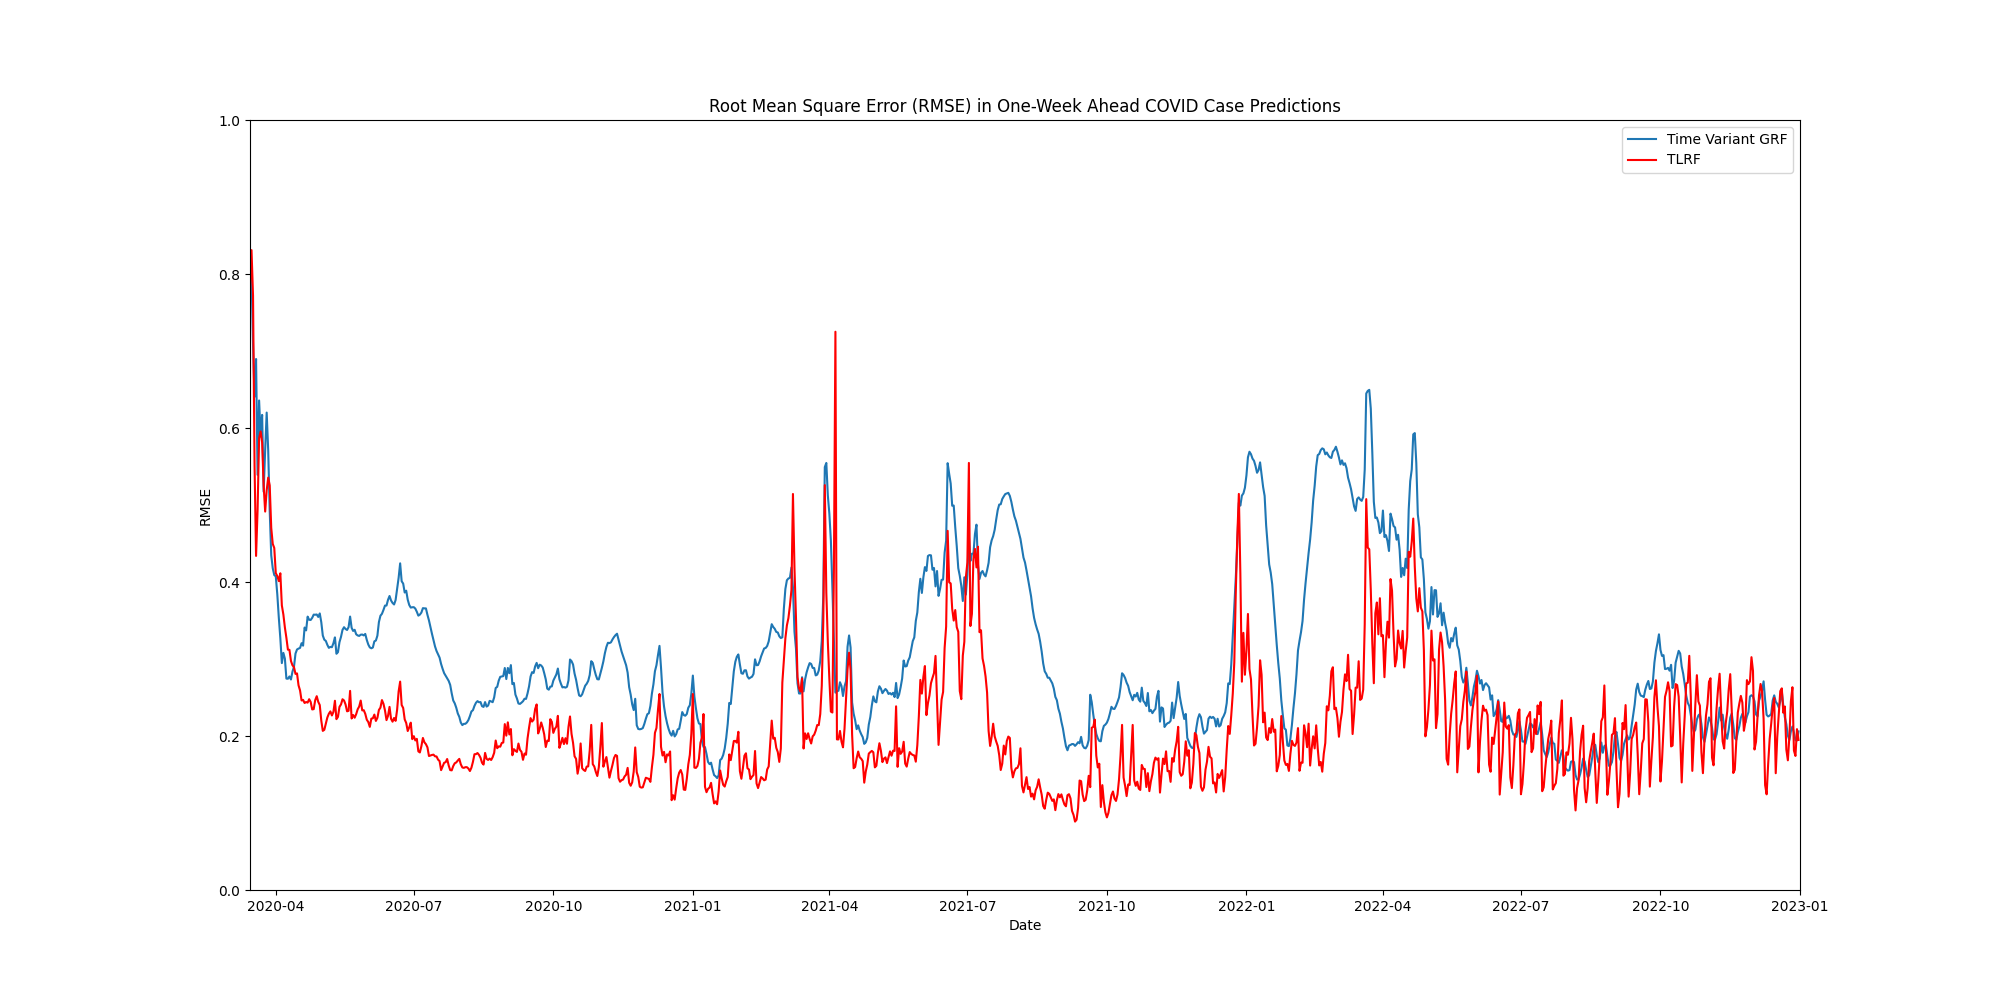 Root Mean Square Error (RMSE) in One-Week Ahead COVID Case Predictions
1.0
0.8
0.6
0.4
0.2
0.0
RMSE
Time Variant GRF
TLRF
2020-04 2020-07 2020-10 2021-01 2021-04 2021-07 2021-10 2022-01 2022-04 2022-07 2022-10 2023-01
Date